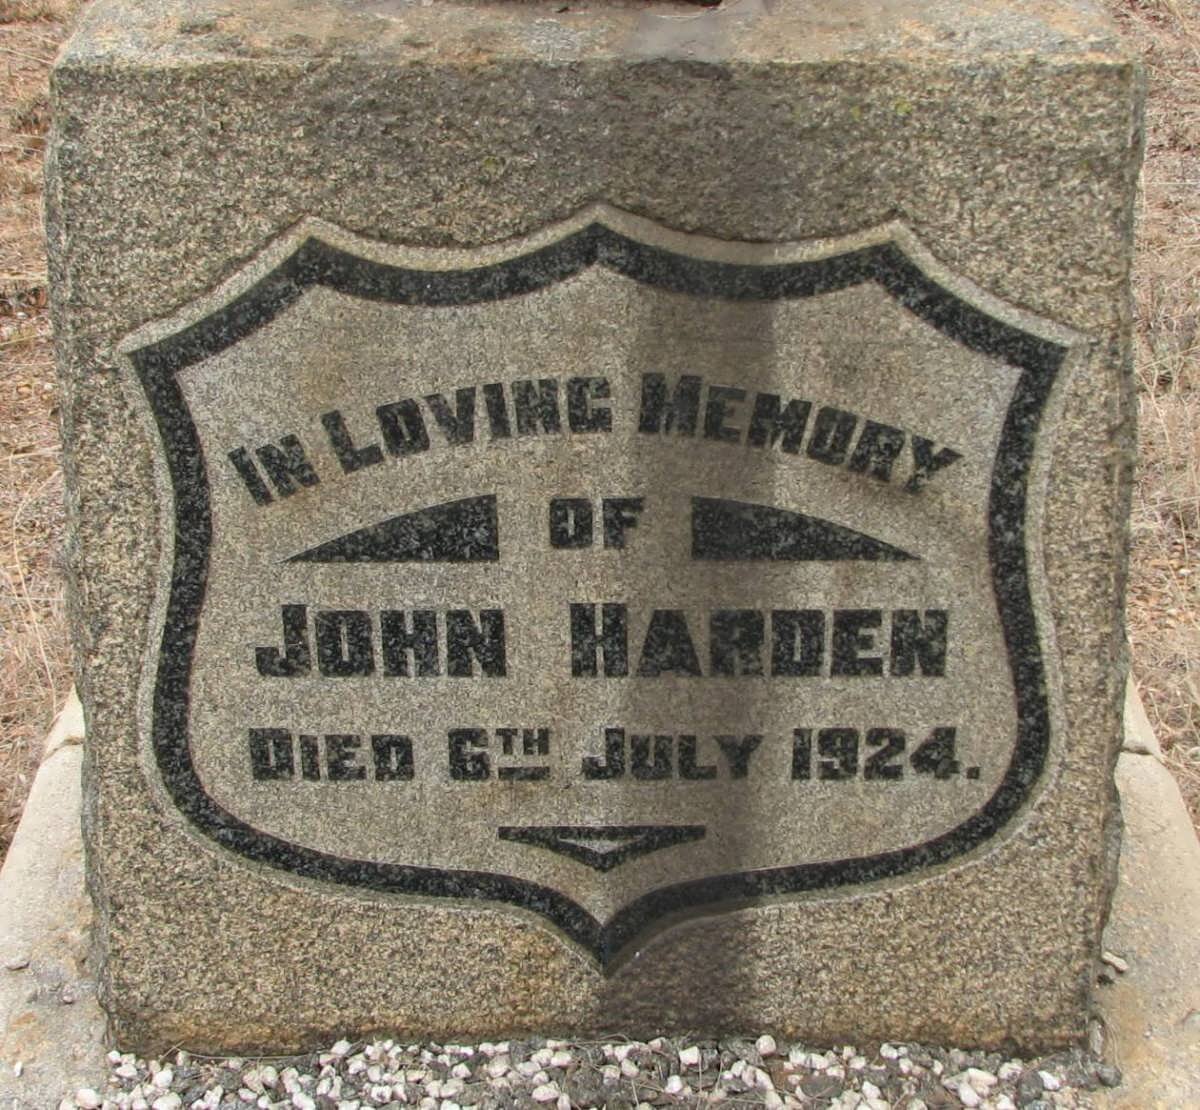 IN LOVING MEMORY
OF
JOHN HARDEN
DIED 6TH JULY 1924.